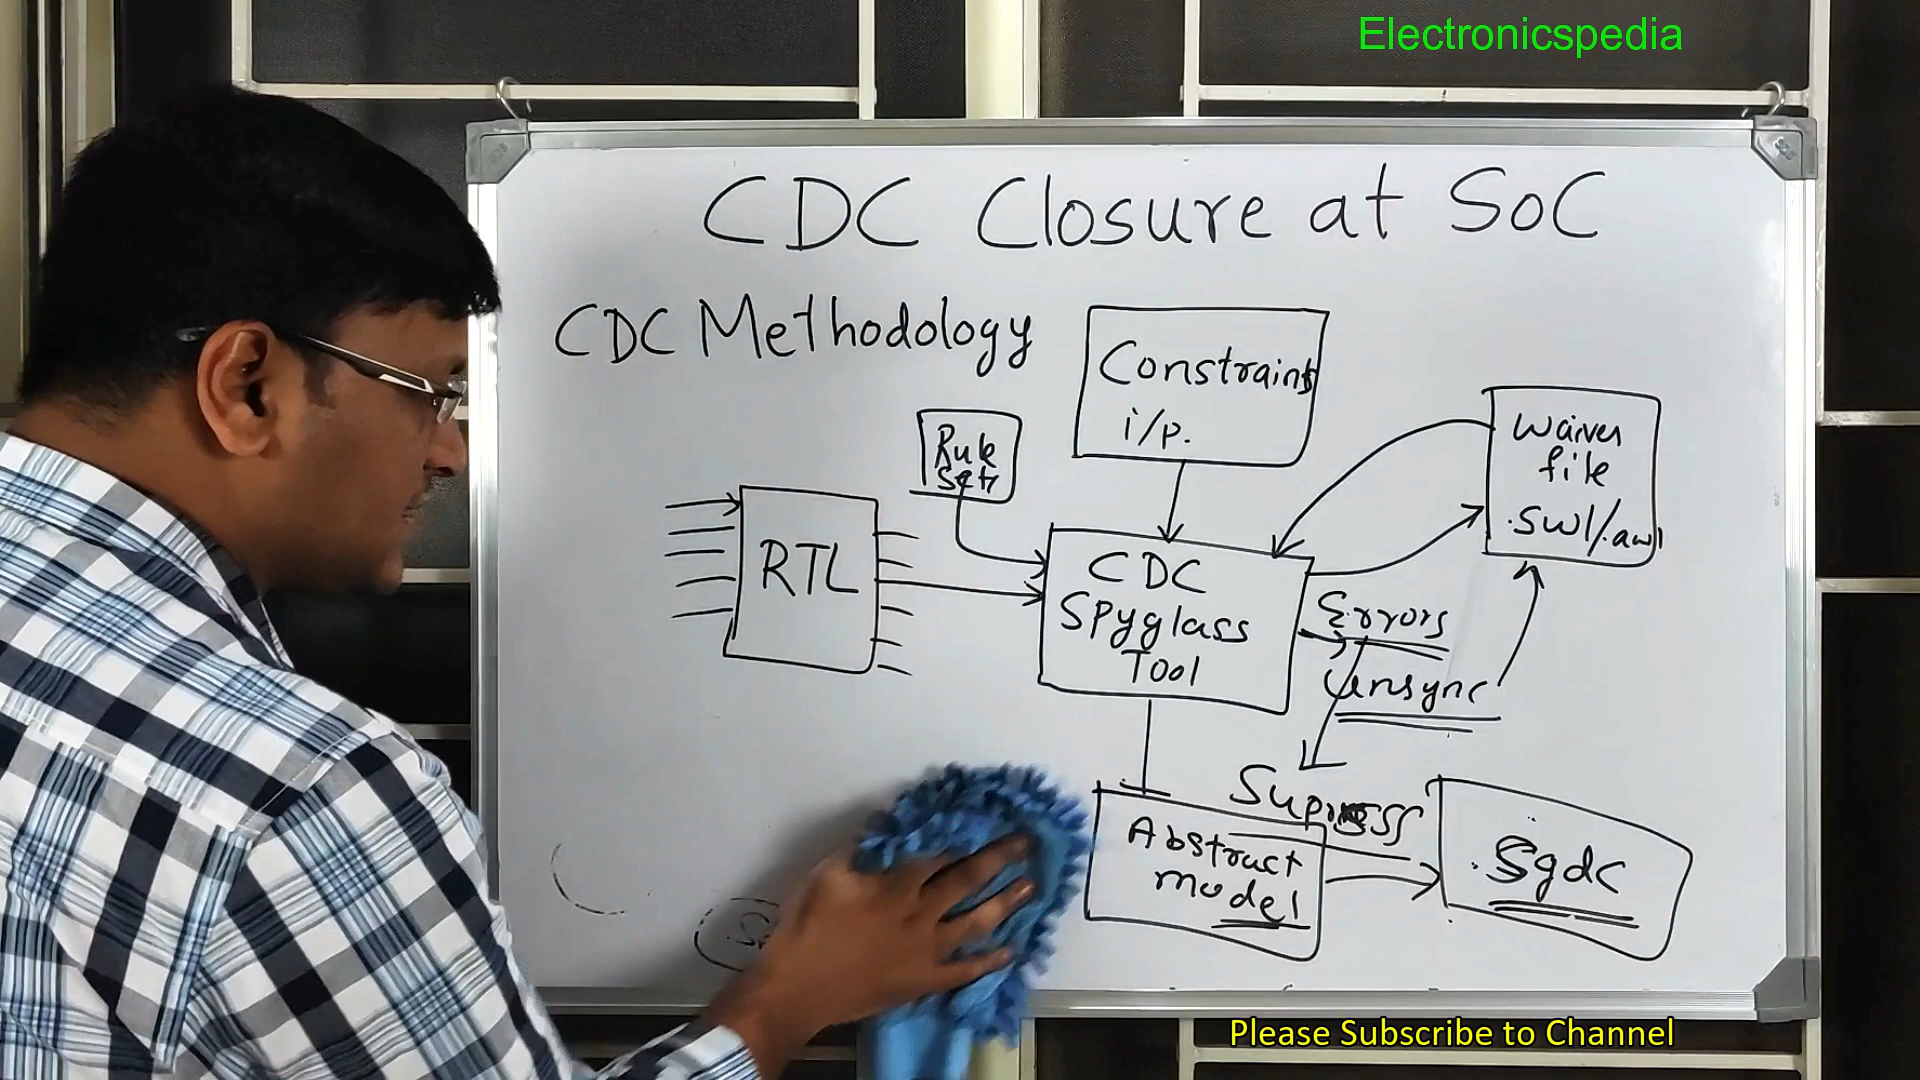 Electronicspedia
CDC Closure at SoC
CDC Methodology
Constraints
i/p.
Rule
Set
Waiver
file
.swl/.awl
RTL
CDC
Spyglass
Tool
Errors
Unsync
Supress
Abstract
model
.Sgdc
Please Subscribe to Channel